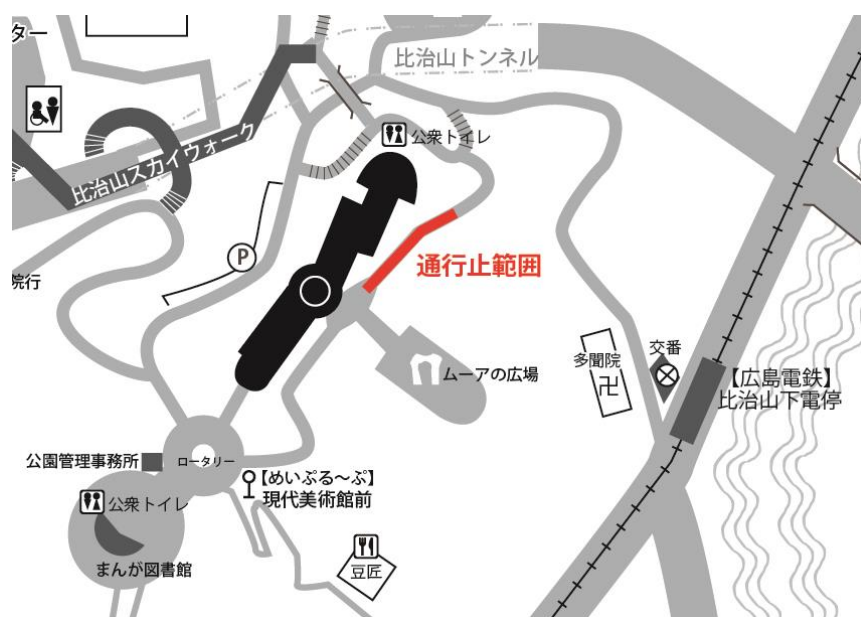 ター
比治山トンネル
公衆トイレ
比治山スカイウォーク
P
通行止範囲
院行
ムーアの広場
多聞院
卍
交番
【広島電鉄】
比治山下電停
公園管理事務所
ロータリー
【めいぷる～ぷ】
現代美術館前
公衆トイレ
まんが図書館
豆匠